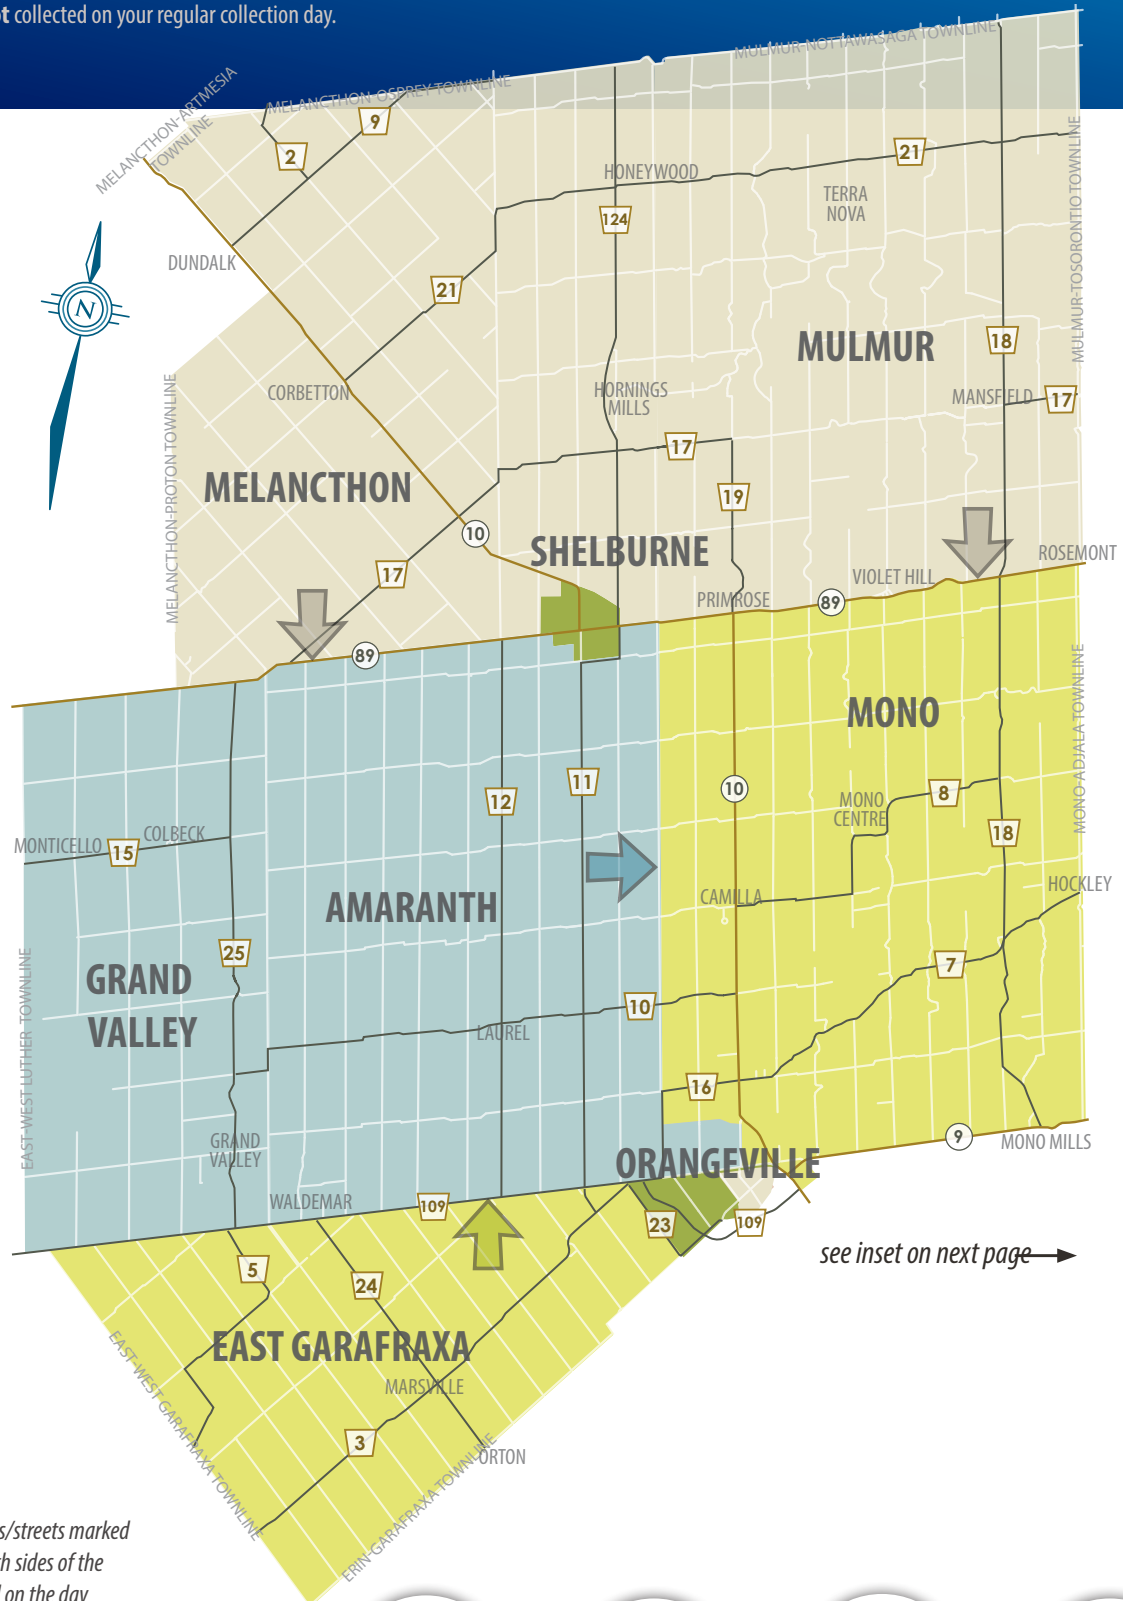 ot collected on your regular collection day.
MULMUR-NOTTAWASAGA TOWNLINE
MELANCTHON-OSPREY TOWNLINE
MELANCTHON-ARTMESIA
TOWNLINE
9
2
21
HONEYWOOD
TERRA
NOVA
124
MULMUR-TOSORONTIO TOWNLINE
DUNDALK
N
21
MULMUR
18
CORBETTON
HORNINGS
MILLS
MANSFIELD
17
MELANCTHON-PROTON TOWNLINE
17
MELANCTHON
19
10
SHELBURNE
ROSEMONT
17
VIOLET HILL
PRIMROSE
89
89
MONO
MONO-ADJALA TOWNLINE
12
11
10
8
MONO
CENTRE
18
COLBECK
MONTICELLO
15
HOCKLEY
CAMILLA
AMARANTH
25
7
GRAND
VALLEY
10
LAUREL
EAST-WEST LUTHER TOWNLINE
16
GRAND
VALLEY
9
MONO MILLS
ORANGEVILLE
WALDEMAR
109
23
109
see inset on next page
5
24
EAST GARAFRAXA
MARSVILLE
EAST-WEST GARAFRAXA TOWNLINE
3
ORTON
ERIN-GARAFRAXA TOWNLINE
s/streets marked
th sides of the
d on the day